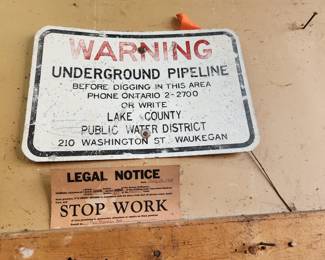 WARNING
UNDERGROUND PIPELINE
BEFORE DIGGING IN THIS AREA
PHONE ONTARIO 2-2700
OR WRITE
LAKE COUNTY
PUBLIC WATER DISTRICT
210 WASHINGTON ST. WAUKEGAN
LEGAL NOTICE
STOP WORK